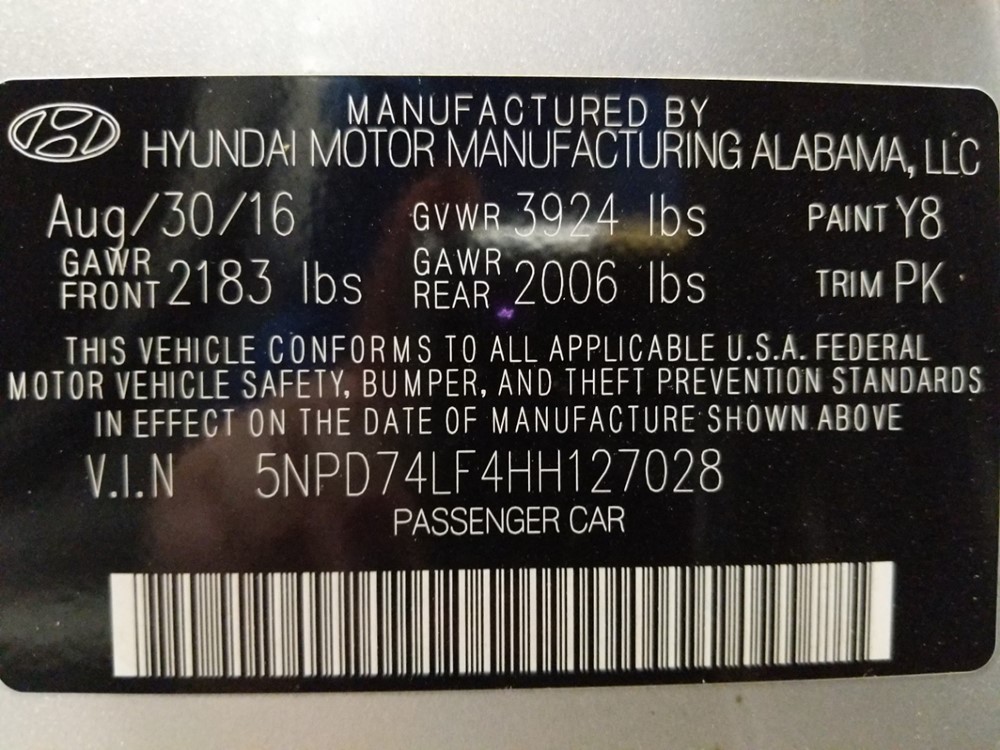 MANUFACTURED BY
HYUNDAI MOTOR MANUFACTURING ALABAMA, LLC
Aug/30/16 GVWR 3924 lbs PAINT Y8
GAWR FRONT 2183 lbs GAWR REAR 2006 lbs TRIM PK
THIS VEHICLE CONFORMS TO ALL APPLICABLE U.S.A. FEDERAL
MOTOR VEHICLE SAFETY, BUMPER, AND THEFT PREVENTION STANDARDS
IN EFFECT ON THE DATE OF MANUFACTURE SHOWN ABOVE
V.I.N 5NPD74LF4HH127028
PASSENGER CAR